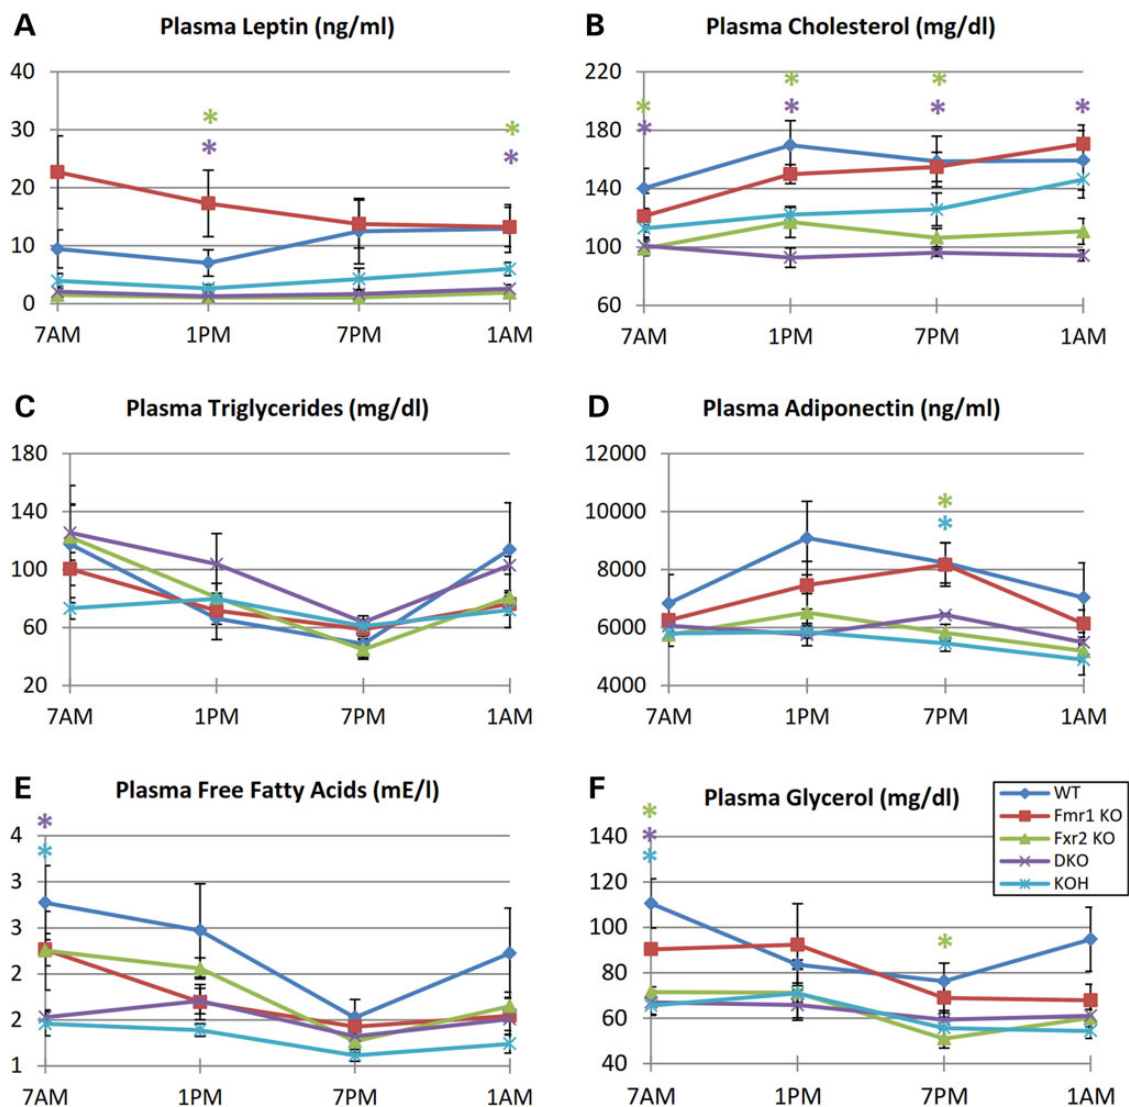 A
Plasma Leptin (ng/ml)
40
30
20
10
0
7AM 1PM 7PM 1AM
B
Plasma Cholesterol (mg/dl)
220
180
140
100
60
7AM 1PM 7PM 1AM
C
Plasma Triglycerides (mg/dl)
180
140
100
60
20
7AM 1PM 7PM 1AM
D
Plasma Adiponectin (ng/ml)
12000
10000
8000
6000
4000
7AM 1PM 7PM 1AM
E
Plasma Free Fatty Acids (mE/l)
4
3
3
2
2
1
7AM 1PM 7PM 1AM
F
Plasma Glycerol (mg/dl)
140
120
100
80
60
40
7AM 1PM 7PM 1AM
WT
Fmr1 KO
Fxr2 KO
DKO
KOH